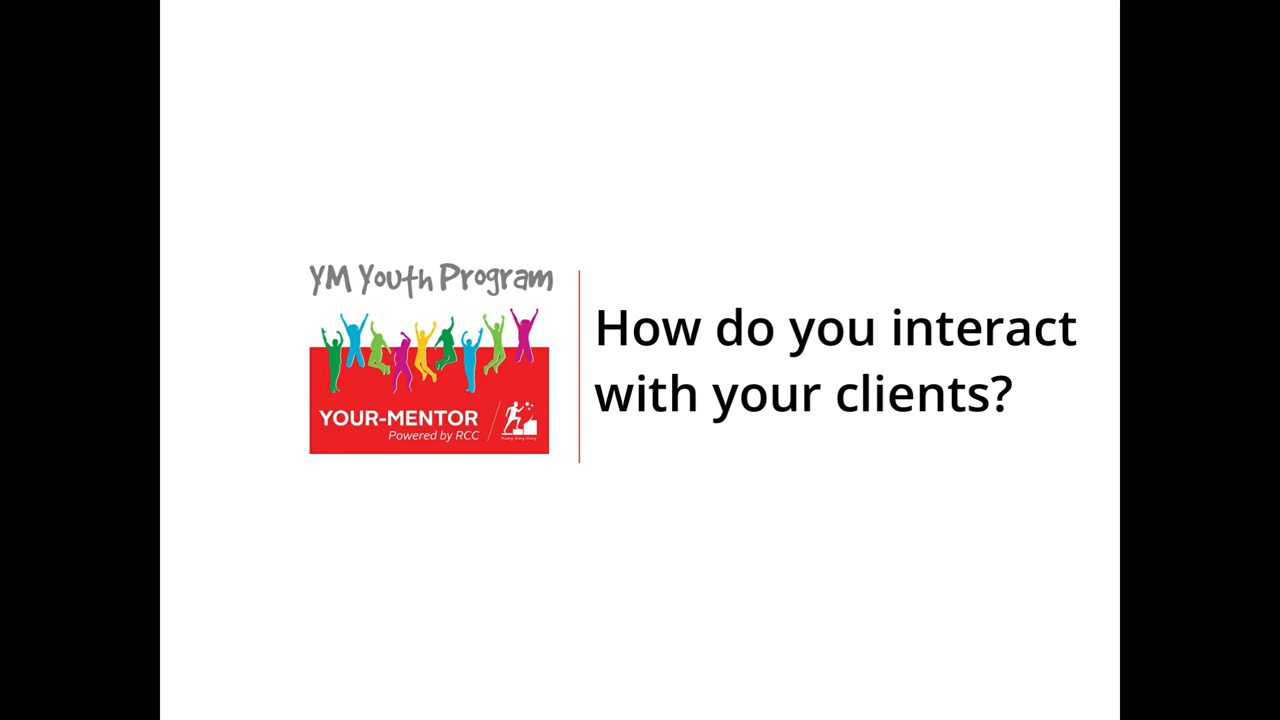 YM Youth Program
YOUR-MENTOR
Powered by RCC
How do you interact
with your clients?